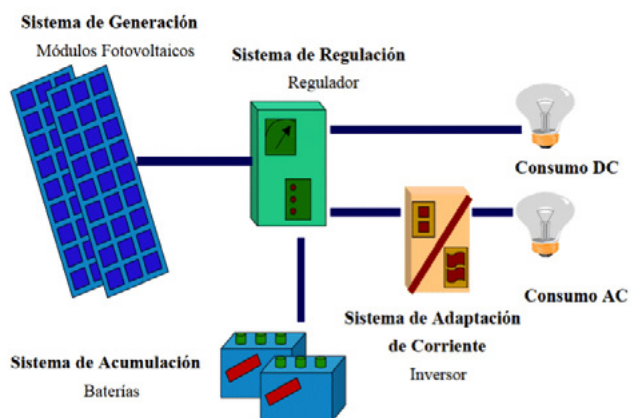 Sistema de Generación
Módulos Fotovoltaicos
Sistema de Regulación
Regulador
Consumo DC
Consumo AC
Sistema de Adaptación
de Corriente
Inversor
Sistema de Acumulación
Baterías